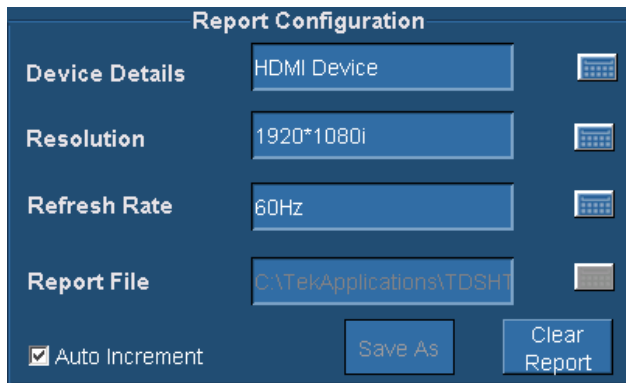 Report Configuration
Device Details HDMI Device
Resolution 1920*1080i
Refresh Rate 60Hz
Report File C:\TekApplications\TDSHT
Auto Increment Save As Clear Report